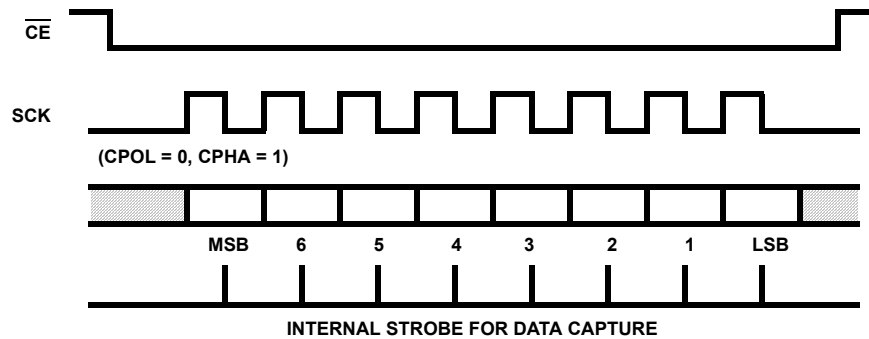 CE
SCK
(CPOL = 0, CPHA = 1)
MSB 6 5 4 3 2 1 LSB
INTERNAL STROBE FOR DATA CAPTURE